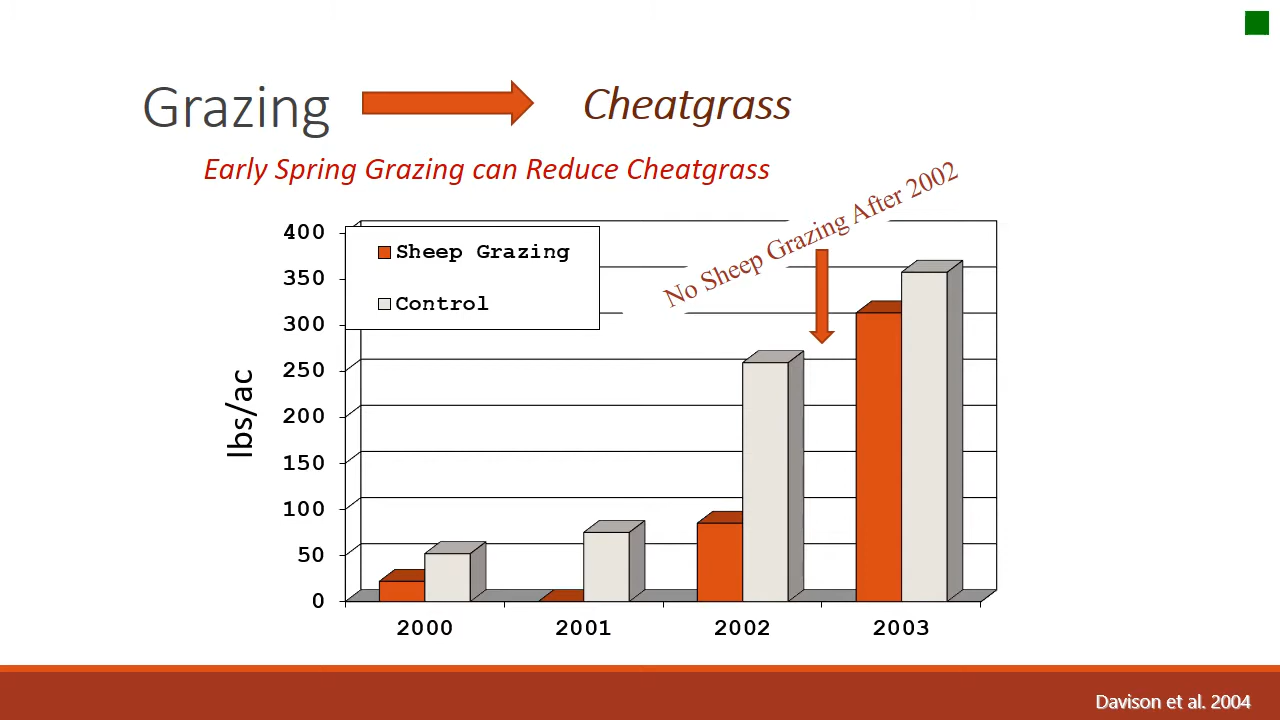 Grazing
Cheatgrass
Early Spring Grazing can Reduce Cheatgrass
No Sheep Grazing After 2002
Sheep Grazing
Control
lbs/ac
400
350
300
250
200
150
100
50
0
2000 2001 2002 2003
Davison et al. 2004